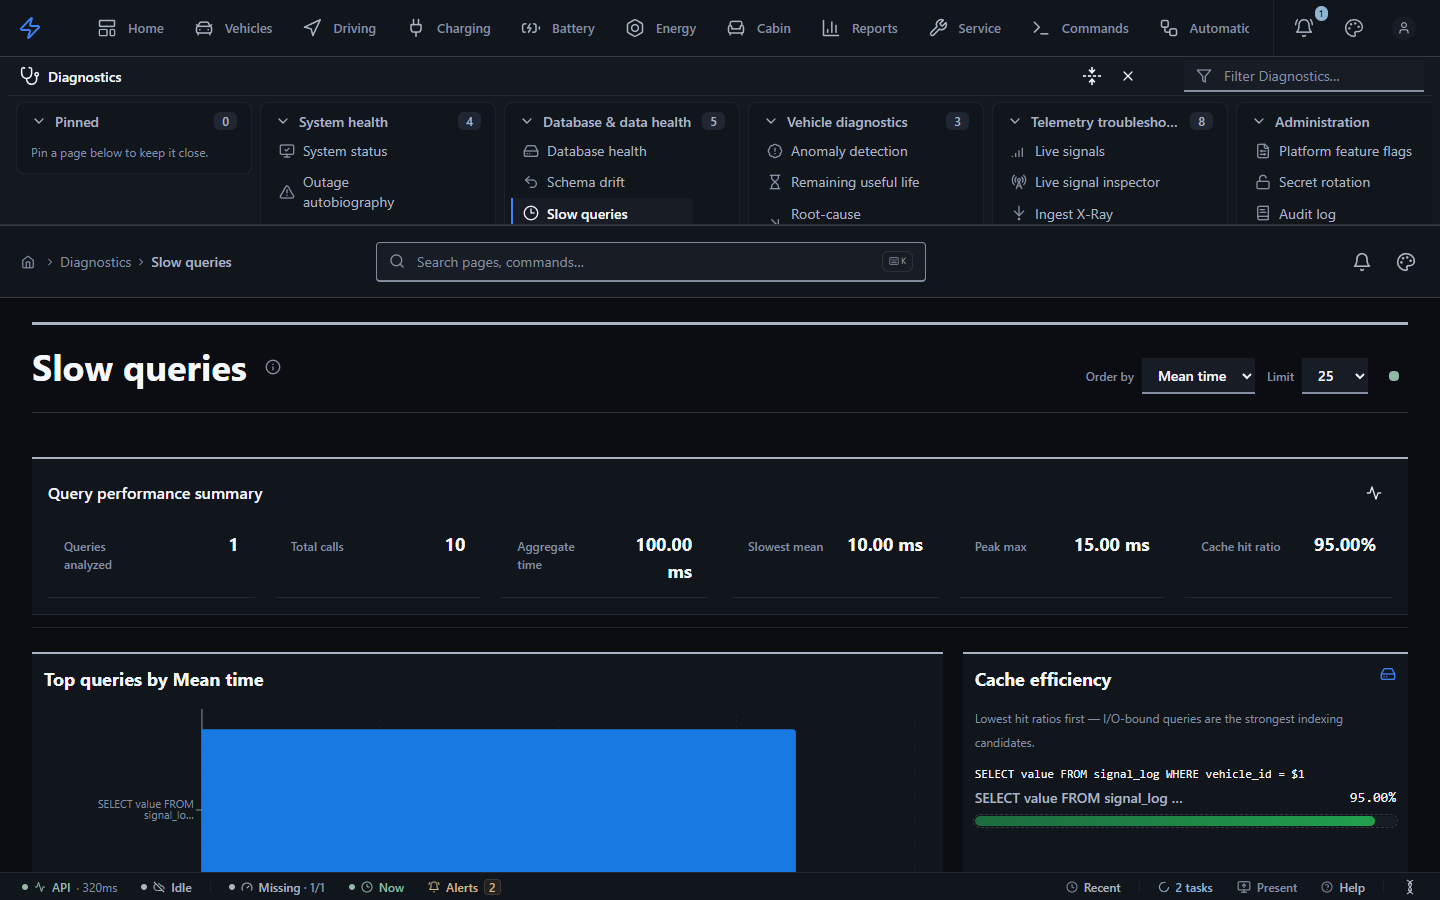 Home
Vehicles
Driving
Charging
Battery
Energy
Cabin
Reports
Service
Commands
Automatic
1
Diagnostics
Filter Diagnostics...
Pinned 0
Pin a page below to keep it close.
System health 4
System status
Outage
autobiography
Database & data health 5
Database health
Schema drift
Slow queries
Vehicle diagnostics 3
Anomaly detection
Remaining useful life
Root-cause
Telemetry troublesho... 8
Live signals
Live signal inspector
Ingest X-Ray
Administration
Platform feature flags
Secret rotation
Audit log
Diagnostics
Slow queries
Search pages, commands...
K
Slow queries
Order by
Mean time
Limit
25
Query performance summary
Queries
analyzed
1
Total calls
10
Aggregate
time
100.00
ms
Slowest mean
10.00 ms
Peak max
15.00 ms
Cache hit ratio
95.00%
Top queries by Mean time
SELECT value FROM
signal_lo...
Cache efficiency
Lowest hit ratios first — I/O-bound queries are the strongest indexing
candidates.
SELECT value FROM signal_log WHERE vehicle_id = $1
SELECT value FROM signal_log ... 95.00%
API · 320ms
Idle
Missing · 1/1
Now
Alerts 2
Recent
2 tasks
Present
Help